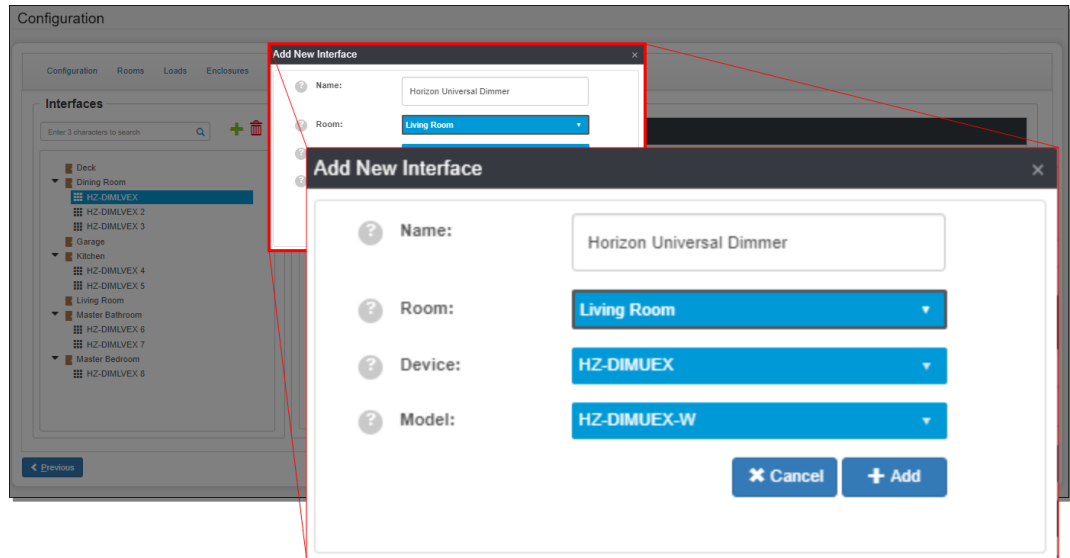 Configuration
Configuration Rooms Loads Enclosures
Interfaces
Enter 3 characters to search
Deck
Dining Room
HZ-DIMLVEX
HZ-DIMLVEX 2
HZ-DIMLVEX 3
Garage
Kitchen
HZ-DIMLVEX 4
HZ-DIMLVEX 5
Living Room
Master Bathroom
HZ-DIMLVEX 6
HZ-DIMLVEX 7
Master Bedroom
HZ-DIMLVEX 8
Previous
Add New Interface ×
? Name: Horizon Universal Dimmer
? Room: Living Room
?
?
Add New Interface ×
? Name: Horizon Universal Dimmer
? Room: Living Room
? Device: HZ-DIMUEX
? Model: HZ-DIMUEX-W
Cancel
Add